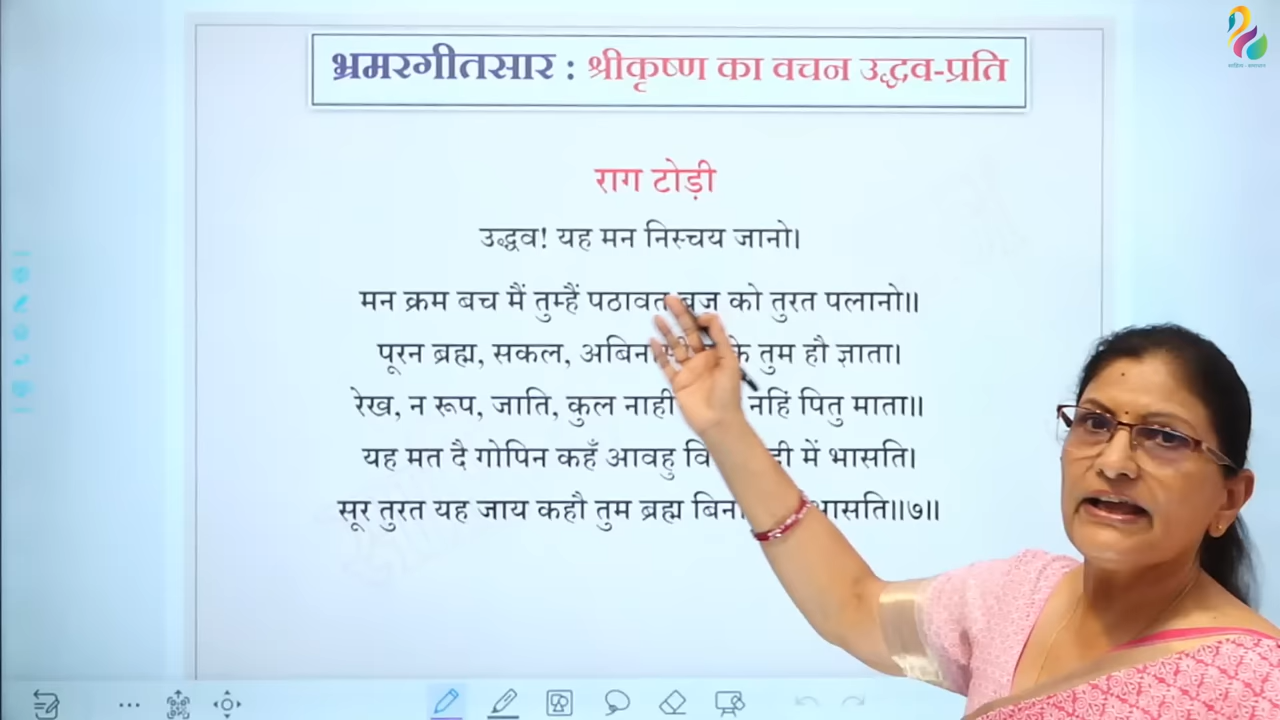 भ्रमरगीतसार : श्रीकृष्ण का वचन उद्धव-प्रति
राग टोड़ी
उद्धव! यह मन निस्चय जानो।
मन क्रम बच मैं तुम्हैं पठावत ब्रज को तुरत पलानो॥
पूरन ब्रह्म, सकल, तुम हौ ज्ञाता।
रेख, न रूप, जाति, कुल नाहीं नहिं पितु माता॥
यह मत दै गोपिन कहँ आवहु में भासति।
सूर तुरत यह जाय कहौ तुम ब्रह्म बिना॥७॥